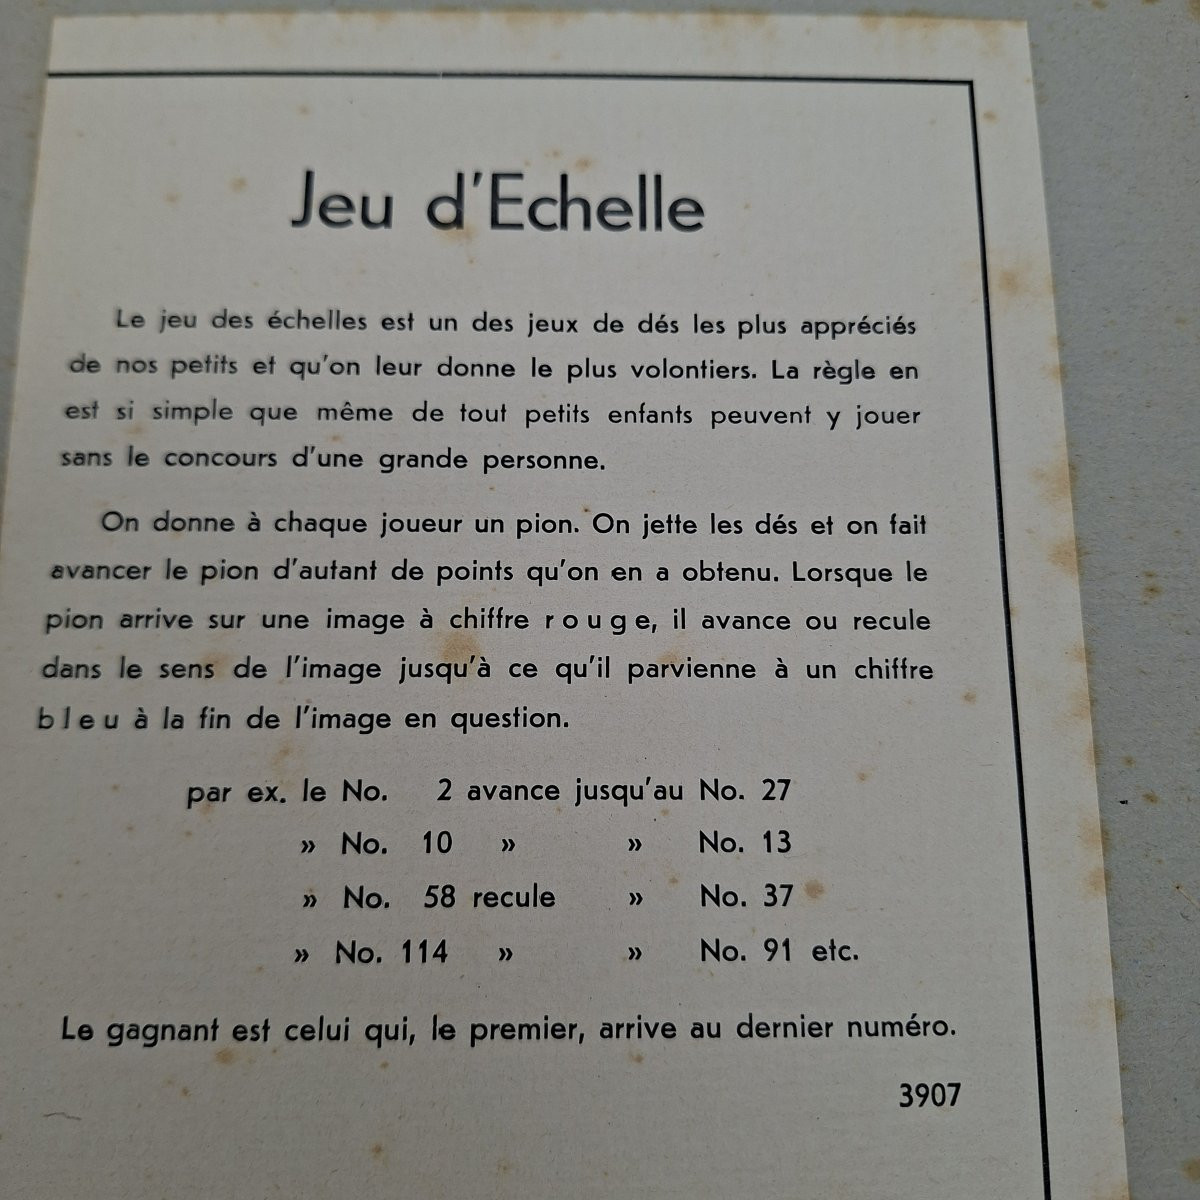 Jeu d'Echelle
Le jeu des échelles est un des jeux de dés les plus appréciés
de nos petits et qu'on leur donne le plus volontiers. La règle en
est si simple que même de tout petits enfants peuvent y jouer
sans le concours d'une grande personne.
On donne à chaque joueur un pion. On jette les dés et on fait
avancer le pion d'autant de points qu'on en a obtenu. Lorsque le
pion arrive sur une image à chiffre rouge, il avance ou recule
dans le sens de l'image jusqu'à ce qu'il parvienne à un chiffre
bleu à la fin de l'image en question.
par ex. le No. 2 avance jusqu'au No. 27
» No. 10 » » No. 13
» No. 58 recule » No. 37
» No. 114 » » No. 91 etc.
Le gagnant est celui qui, le premier, arrive au dernier numéro.
3907